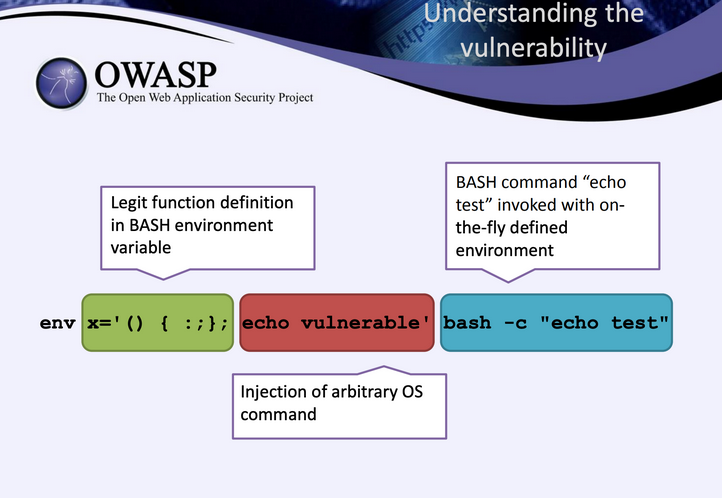 Understanding the
vulnerability
https
OWASP
The Open Web Application Security Project
Legit function definition
in BASH environment
variable
BASH command “echo
test” invoked with on-
the-fly defined
environment
env x='() { :;}; echo vulnerable' bash -c "echo test"
Injection of arbitrary OS
command